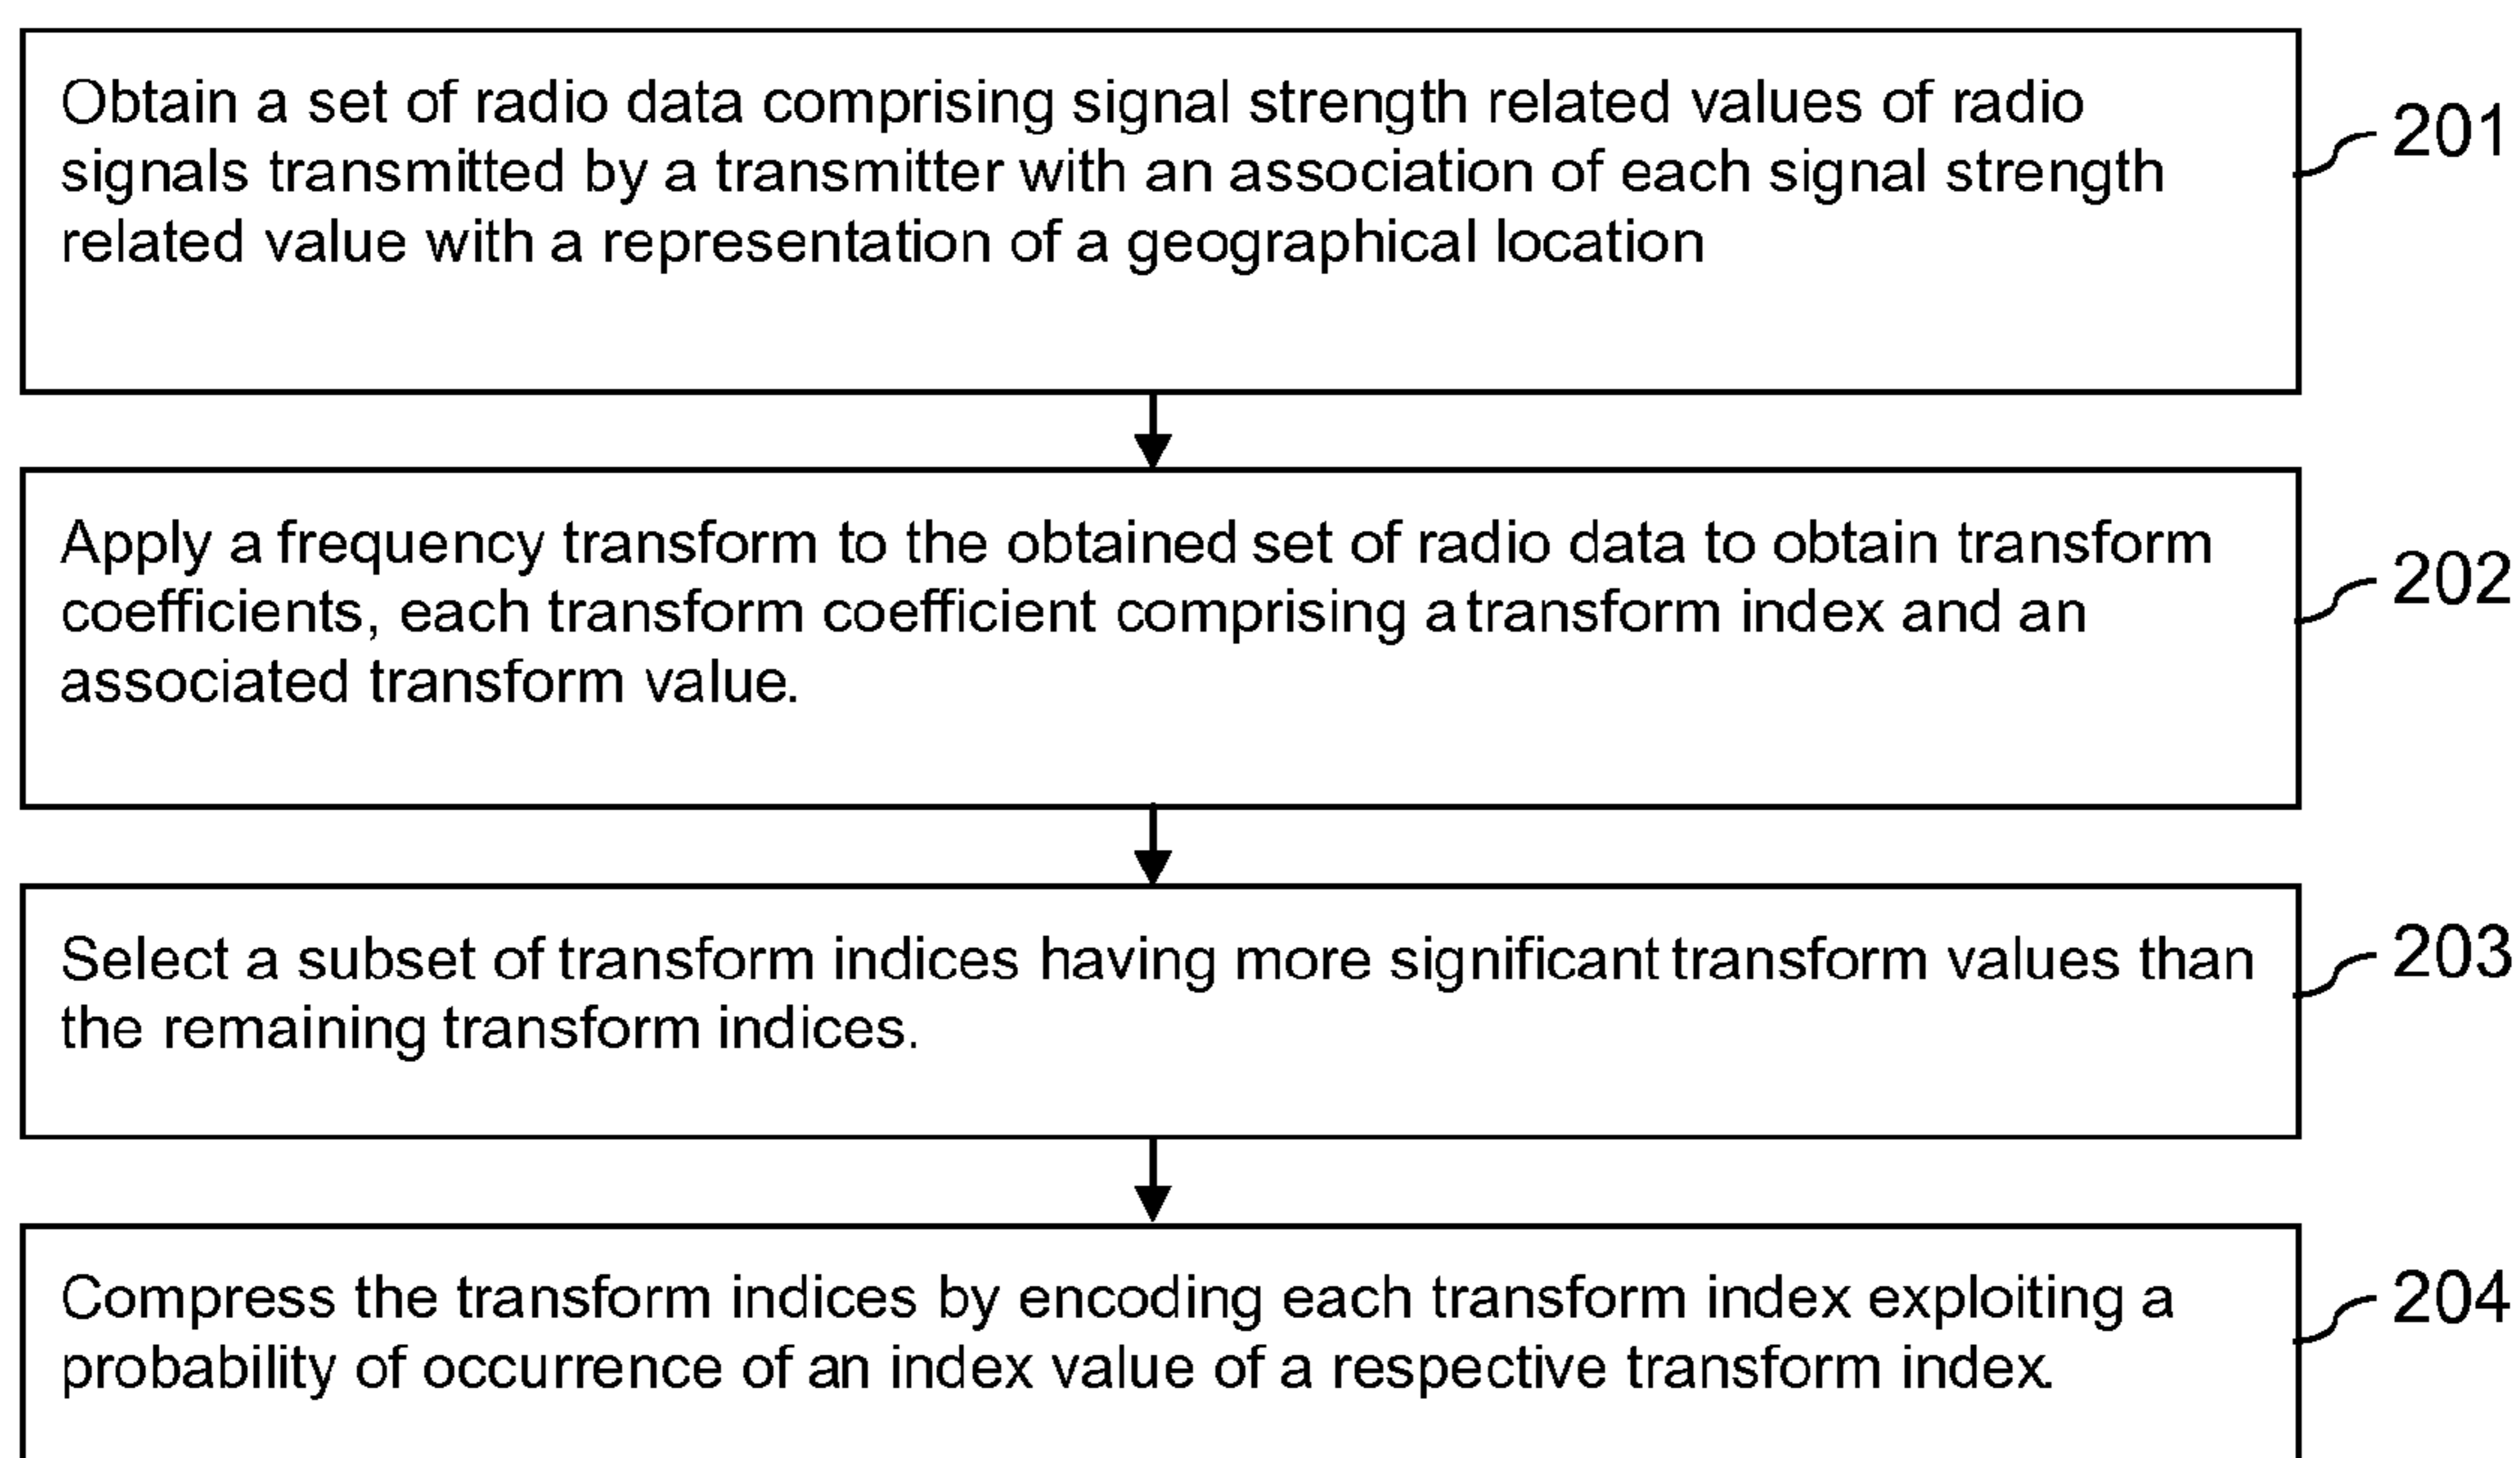 Obtain a set of radio data comprising signal strength related values of radio
signals transmitted by a transmitter with an association of each signal strength
related value with a representation of a geographical location
201
Apply a frequency transform to the obtained set of radio data to obtain transform
coefficients, each transform coefficient comprising a transform index and an
associated transform value.
202
Select a subset of transform indices having more significant transform values than
the remaining transform indices.
203
Compress the transform indices by encoding each transform index exploiting a
probability of occurrence of an index value of a respective transform index.
204